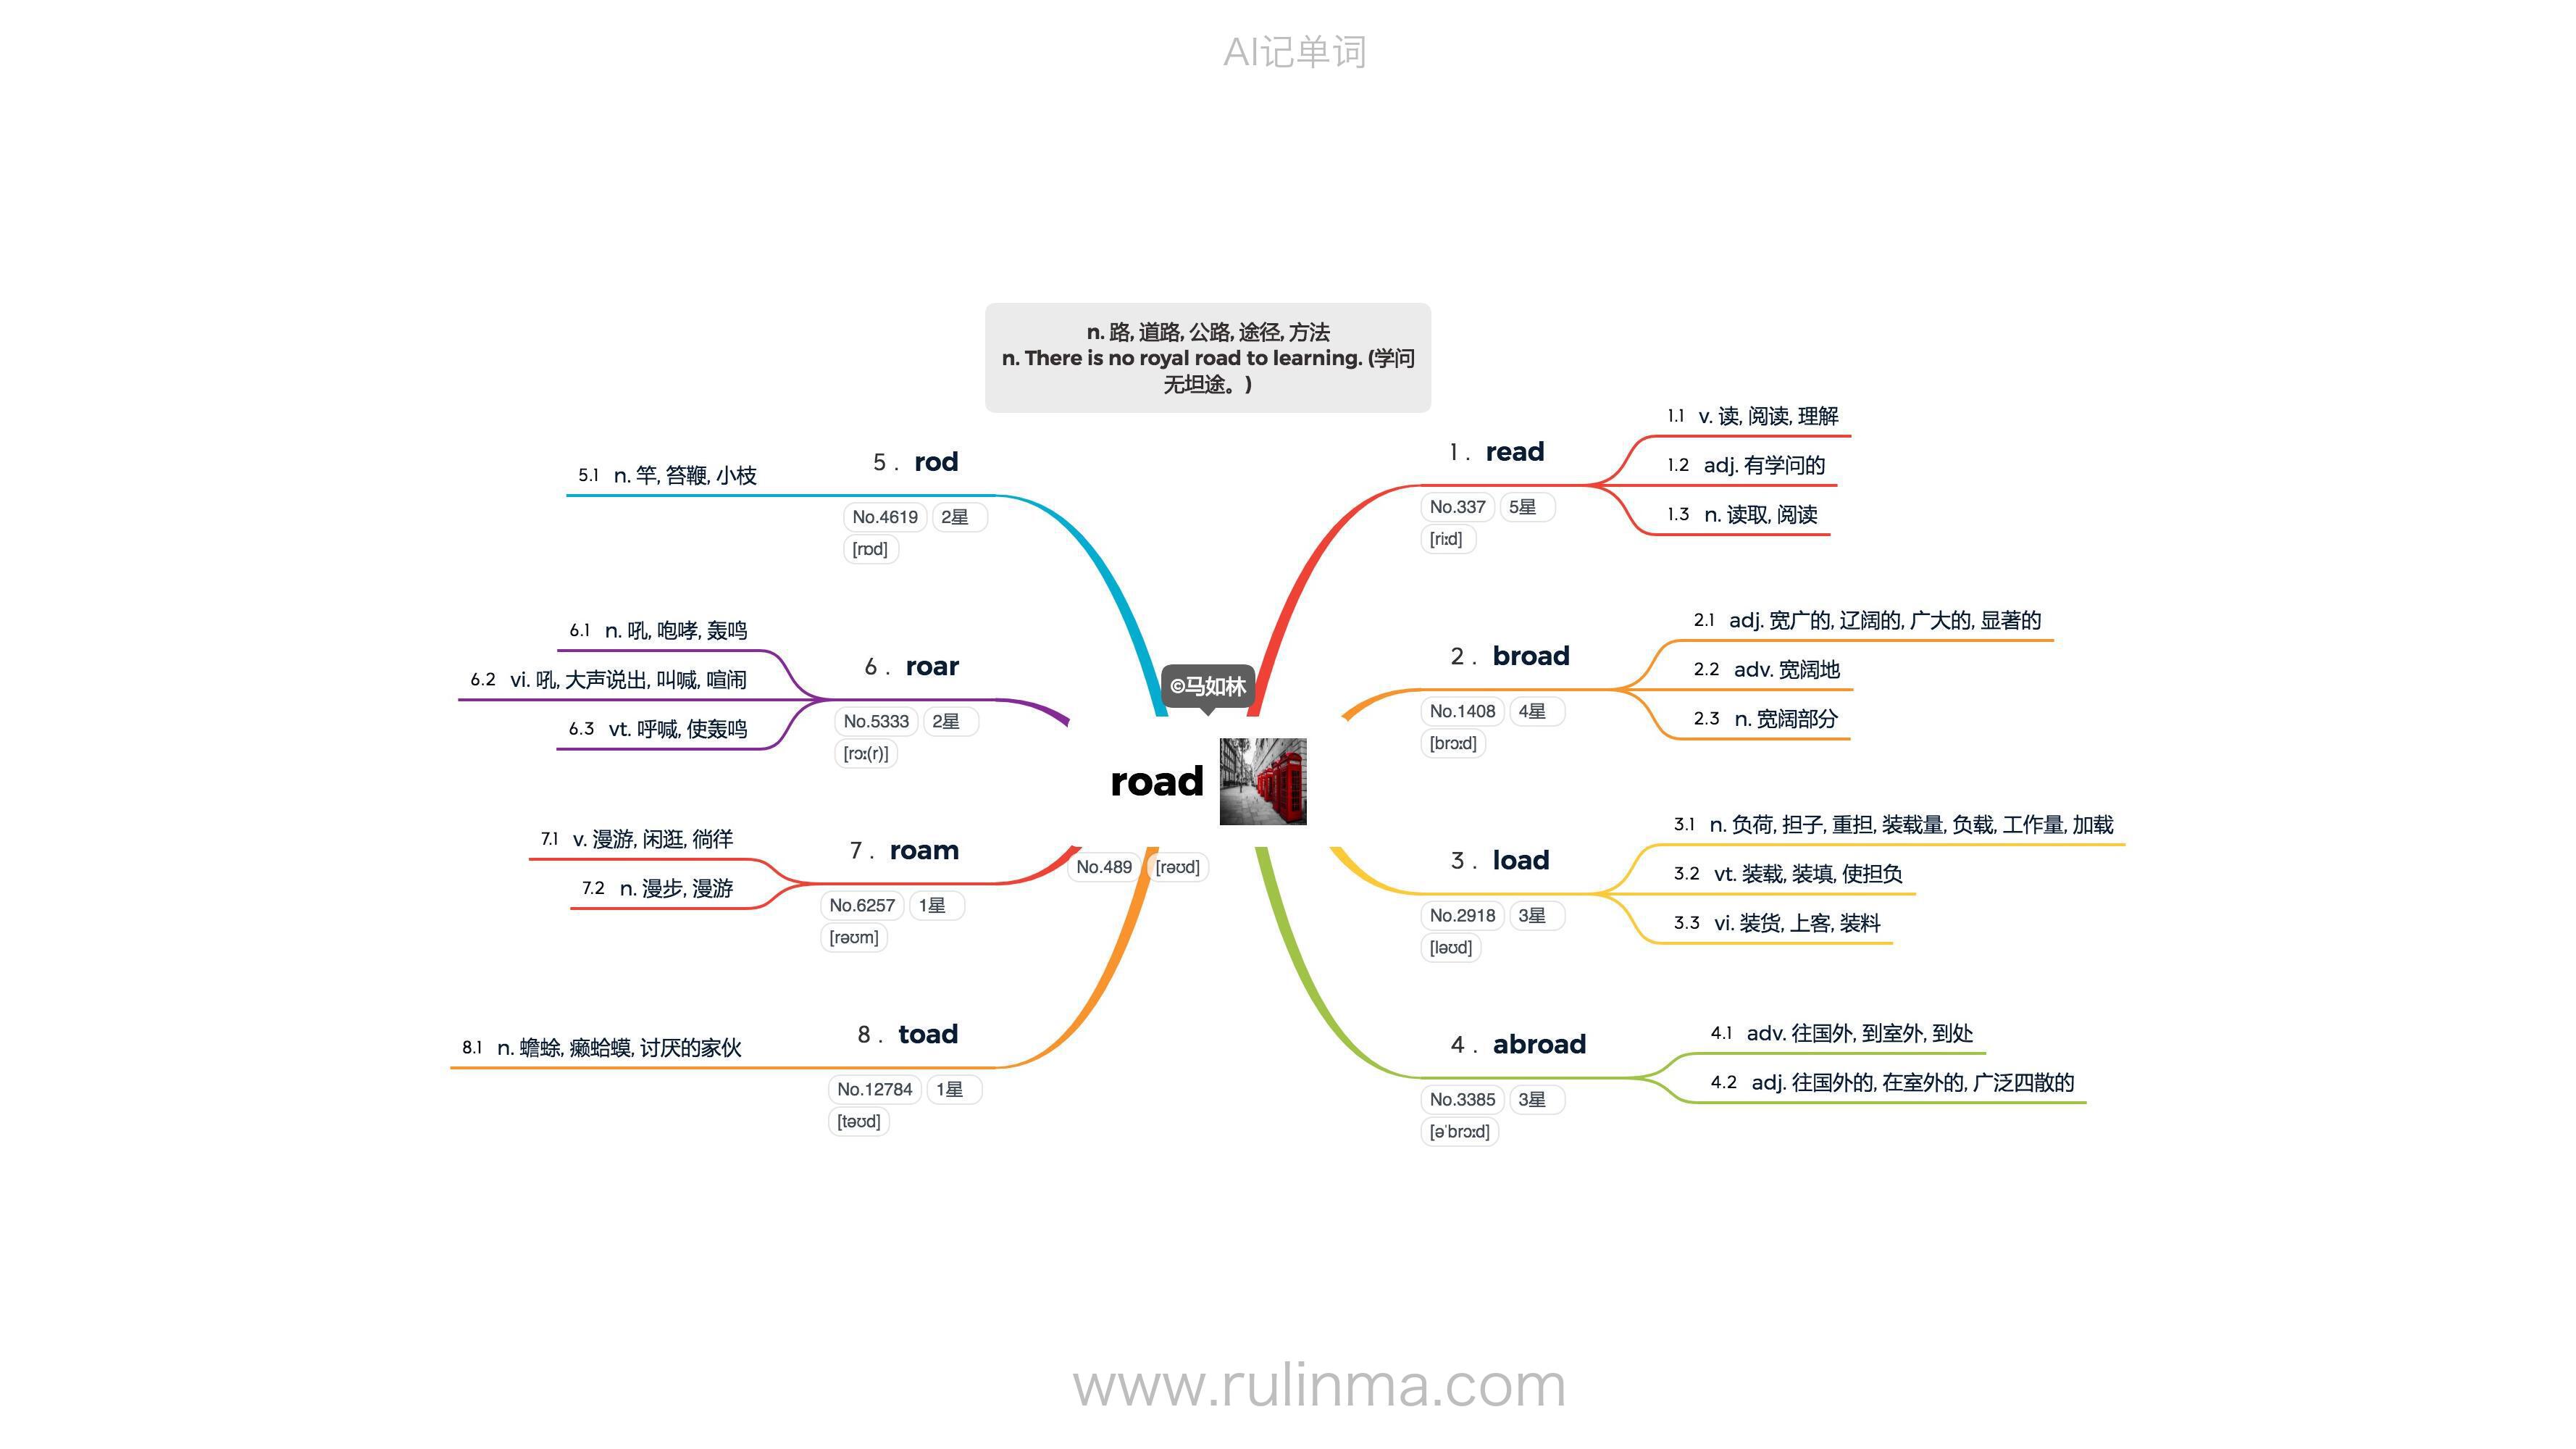 AI记单词
n. 路, 道路, 公路, 途径, 方法
n. There is no royal road to learning. (学问
无坦途。)
©马如林
road
No.489 [rəʊd]
1. read
No.337 5星
[riːd]
1.1 v. 读, 阅读, 理解
1.2 adj. 有学问的
1.3 n. 读取, 阅读
2. broad
No.1408 4星
[brɔːd]
2.1 adj. 宽广的, 辽阔的, 广大的, 显著的
2.2 adv. 宽阔地
2.3 n. 宽阔部分
3. load
No.2918 3星
[ləʊd]
3.1 n. 负荷, 担子, 重担, 装载量, 负载, 工作量, 加载
3.2 vt. 装载, 装填, 使担负
3.3 vi. 装货, 上客, 装料
4. abroad
No.3385 3星
[əˈbrɔːd]
4.1 adv. 往国外, 到室外, 到处
4.2 adj. 往国外的, 在室外的, 广泛四散的
5. rod
No.4619 2星
[rɒd]
5.1 n. 竿, 笞鞭, 小枝
6. roar
No.5333 2星
[rɔː(r)]
6.1 n. 吼, 咆哮, 轰鸣
6.2 vi. 吼, 大声说出, 叫喊, 喧闹
6.3 vt. 呼喊, 使轰鸣
7. roam
No.6257 1星
[rəʊm]
7.1 v. 漫游, 闲逛, 徜徉
7.2 n. 漫步, 漫游
8. toad
No.12784 1星
[təʊd]
8.1 n. 蟾蜍, 癞蛤蟆, 讨厌的家伙
www.rulinma.com